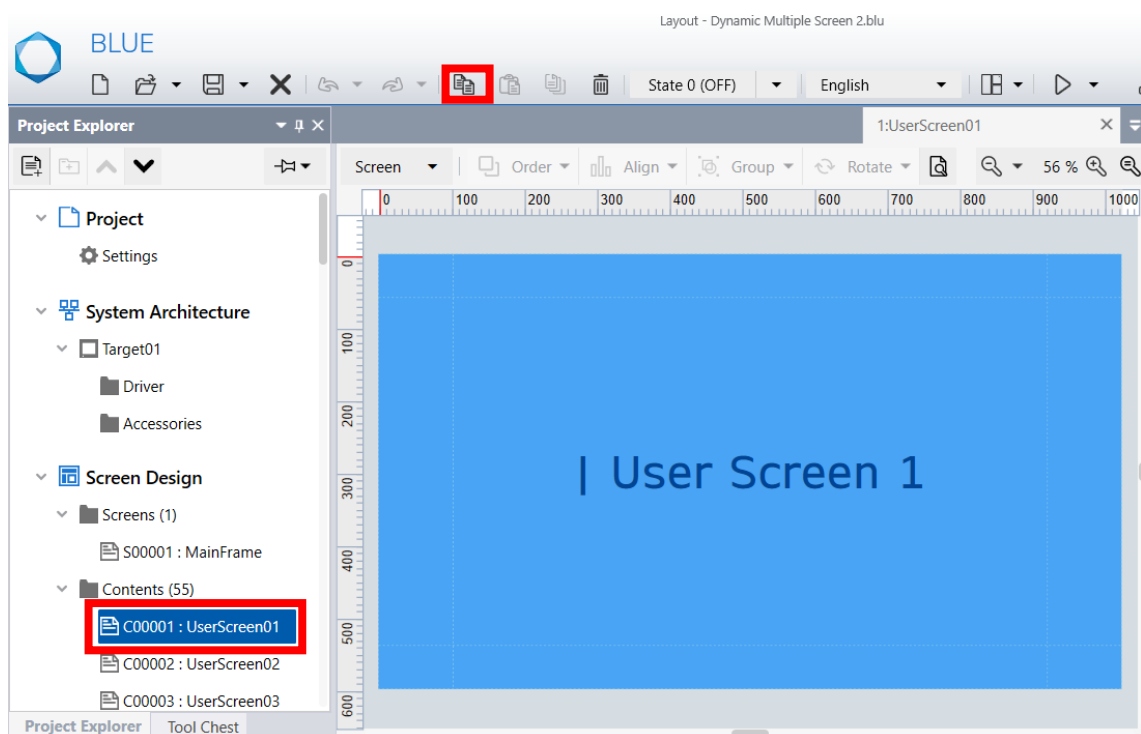 Layout - Dynamic Multiple Screen 2.blu
BLUE
State 0 (OFF) English
Project Explorer 1:UserScreen01
Screen Order Align Group Rotate 56 %
0 100 200 300 400 500 600 700 800 900 1000
Project
Settings
0
System Architecture
Target01
100
Driver
Accessories
200
Screen Design
| User Screen 1
300
Screens (1)
S00001 : MainFrame
400
Contents (55)
C00001 : UserScreen01
500
C00002 : UserScreen02
C00003 : UserScreen03
600
Project Explorer Tool Chest